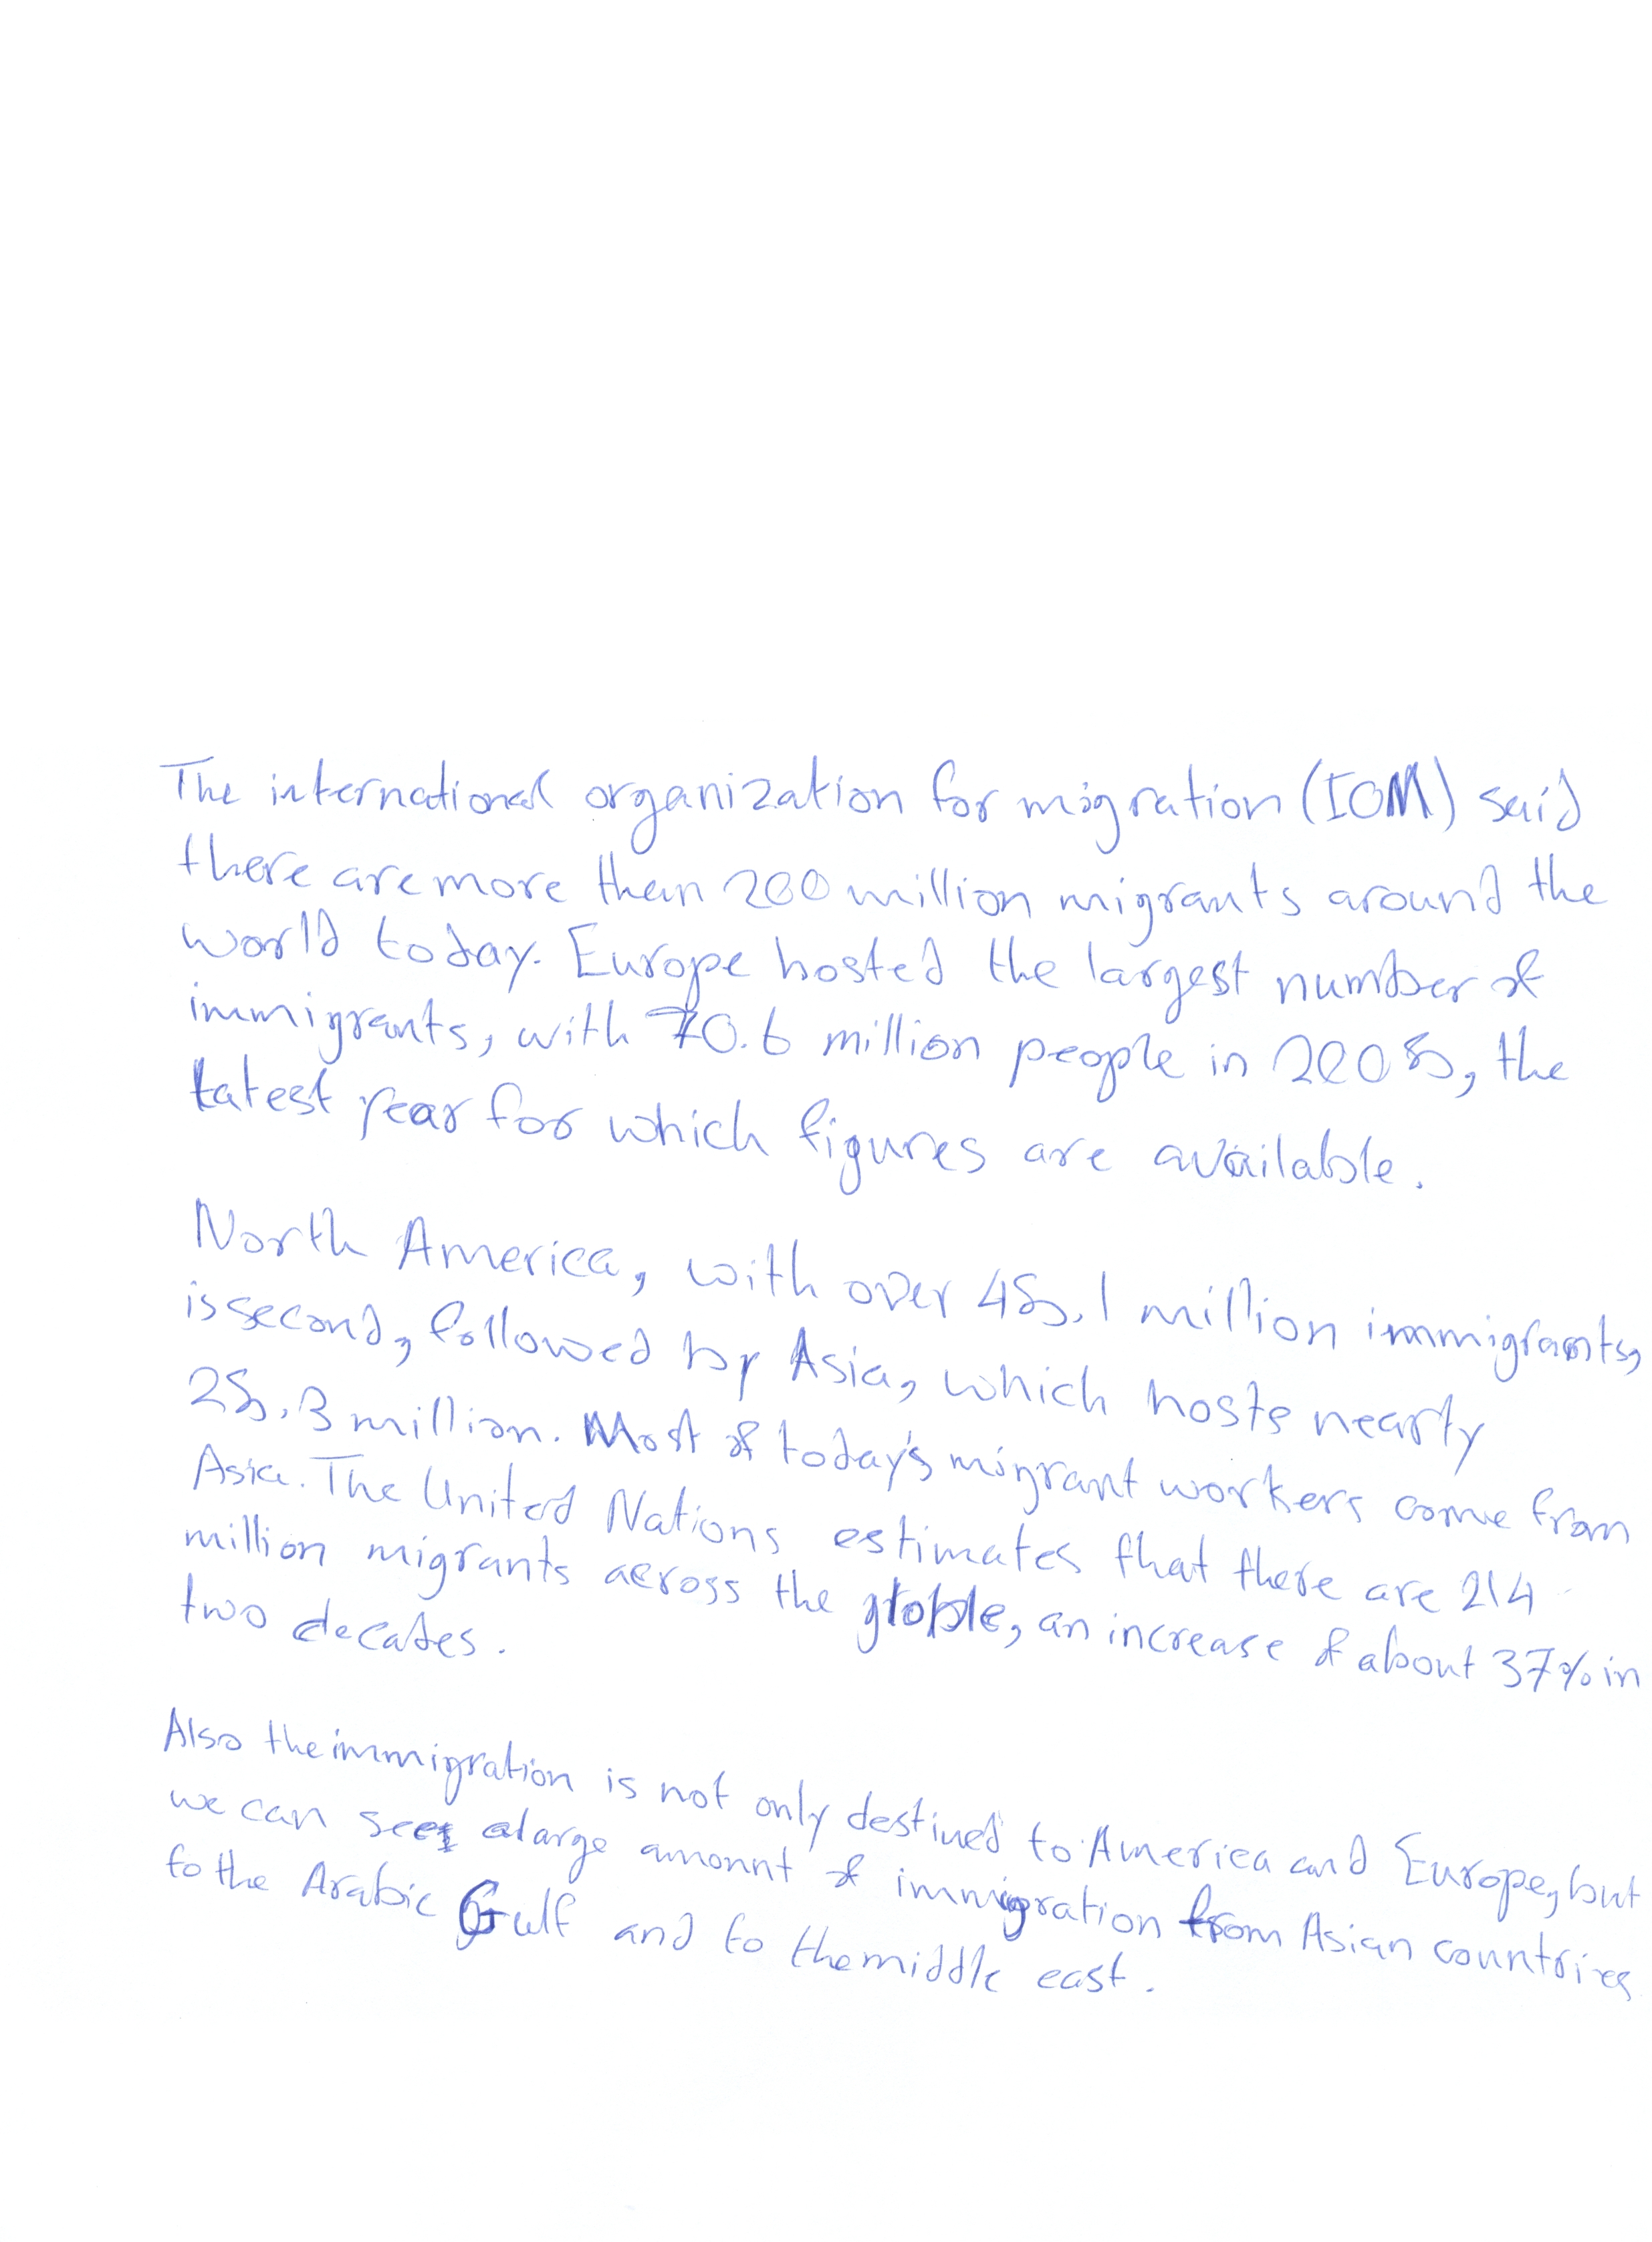 The international organization for migration (IOM) said
there are more than 200 million migrants around the
world today. Europe hosted the largest number of
immigrants, with 70.6 million people in 2005, the
latest year for which figures are available.
North America, with over 45.1 million immigrants,
is second, followed by Asia, which hosts nearly
25.3 million. Most of today's migrant workers come from
Asia. The United Nations estimates that there are 214
million migrants across the globle, an increase of about 37% in
two decades.
Also the immigration is not only destined to America and Europe, but
we can see a large amount of immigration from Asian countries
to the Arabic Gulf and to the middle east.